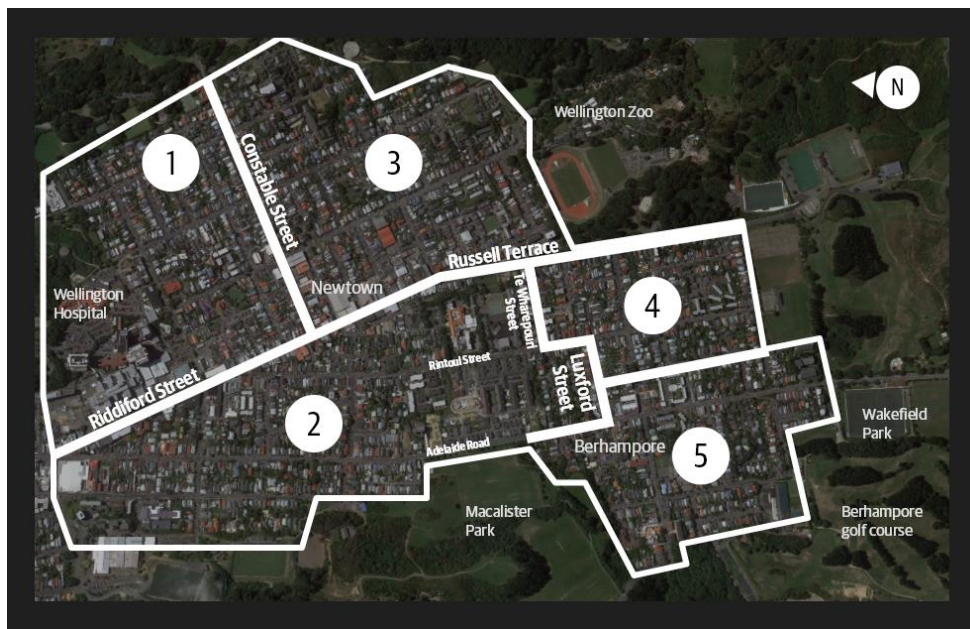 N
Wellington Zoo
1
3
Constable Street
Russell Terrace
Newtown
Te Wharepouri
Street
4
Wellington
Hospital
Rintoul Street
Luxford
Street
Riddiford Street
2
Adelaide Road
Berhampore
5
Wakefield
Park
Macalister
Park
Berhampore
golf course